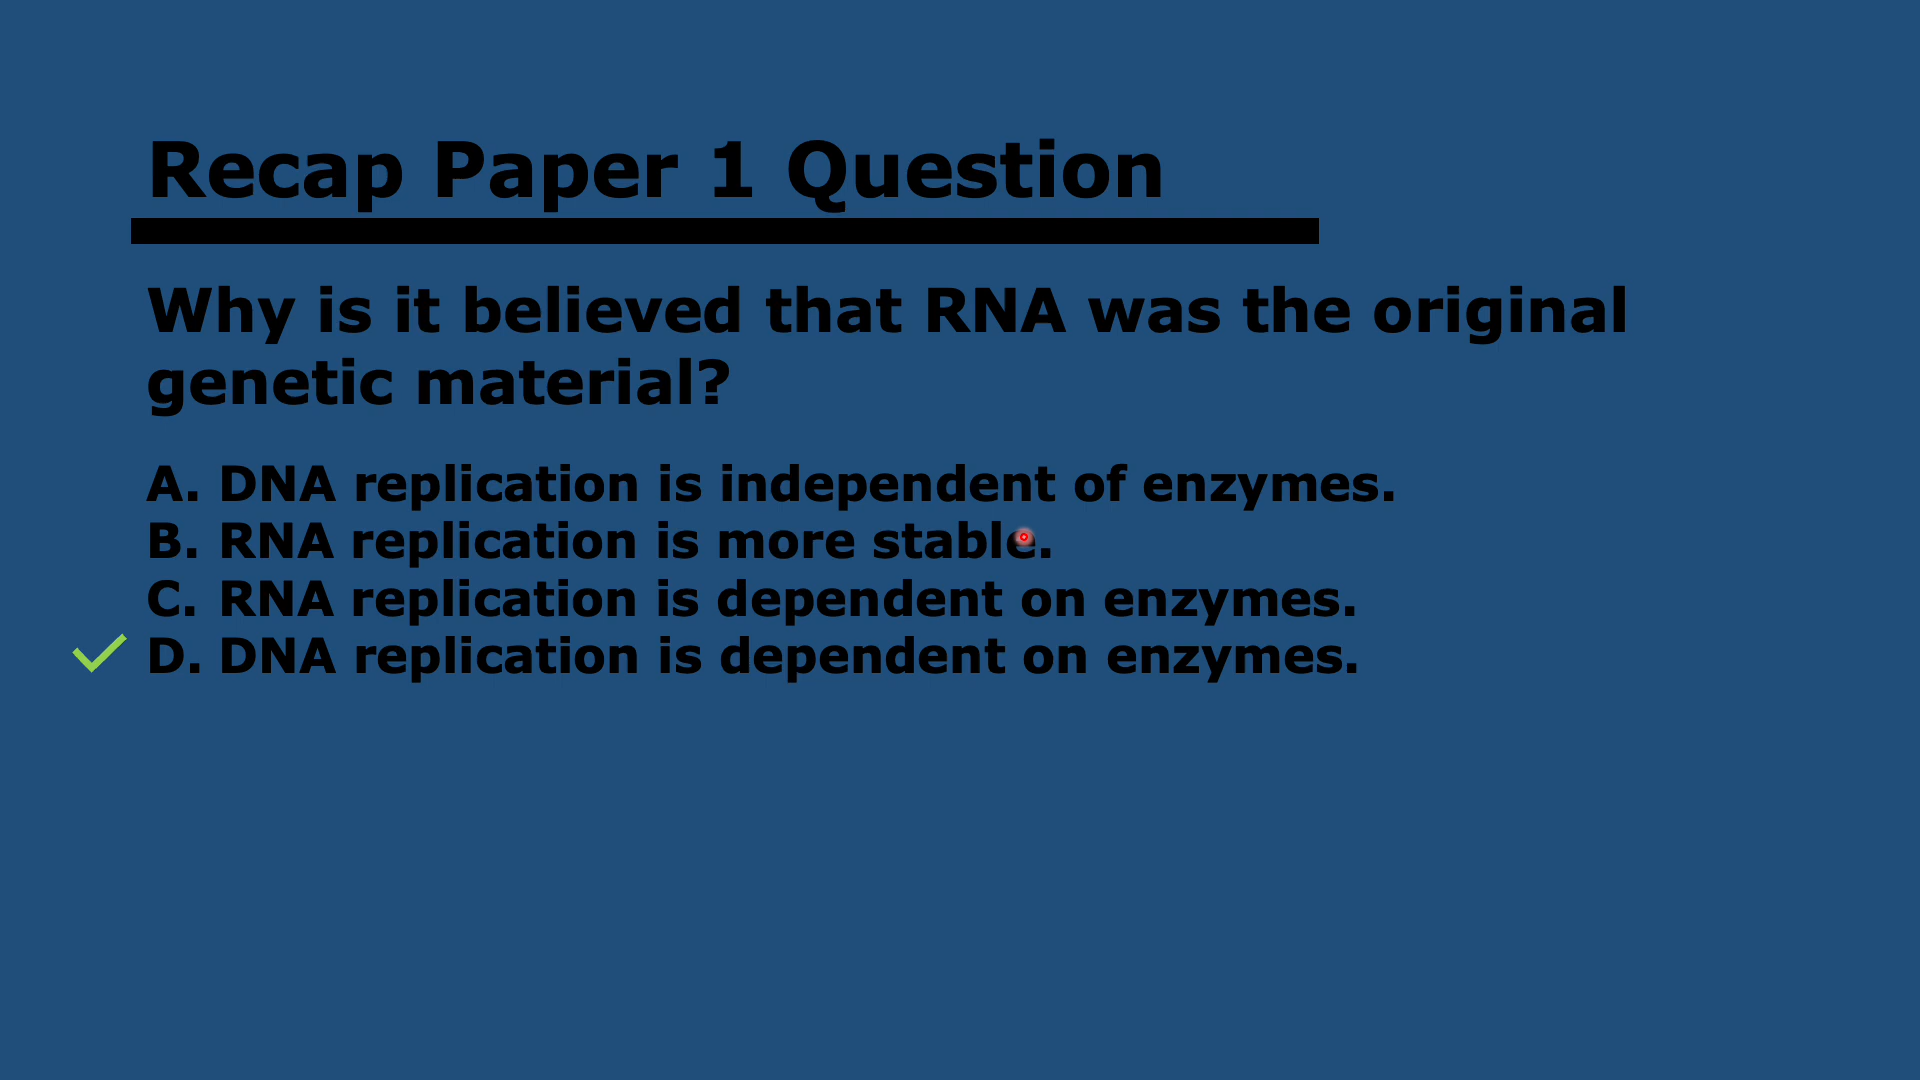 Recap Paper 1 Question
Why is it believed that RNA was the original
genetic material?
A. DNA replication is independent of enzymes.
B. RNA replication is more stable.
C. RNA replication is dependent on enzymes.
D. DNA replication is dependent on enzymes.